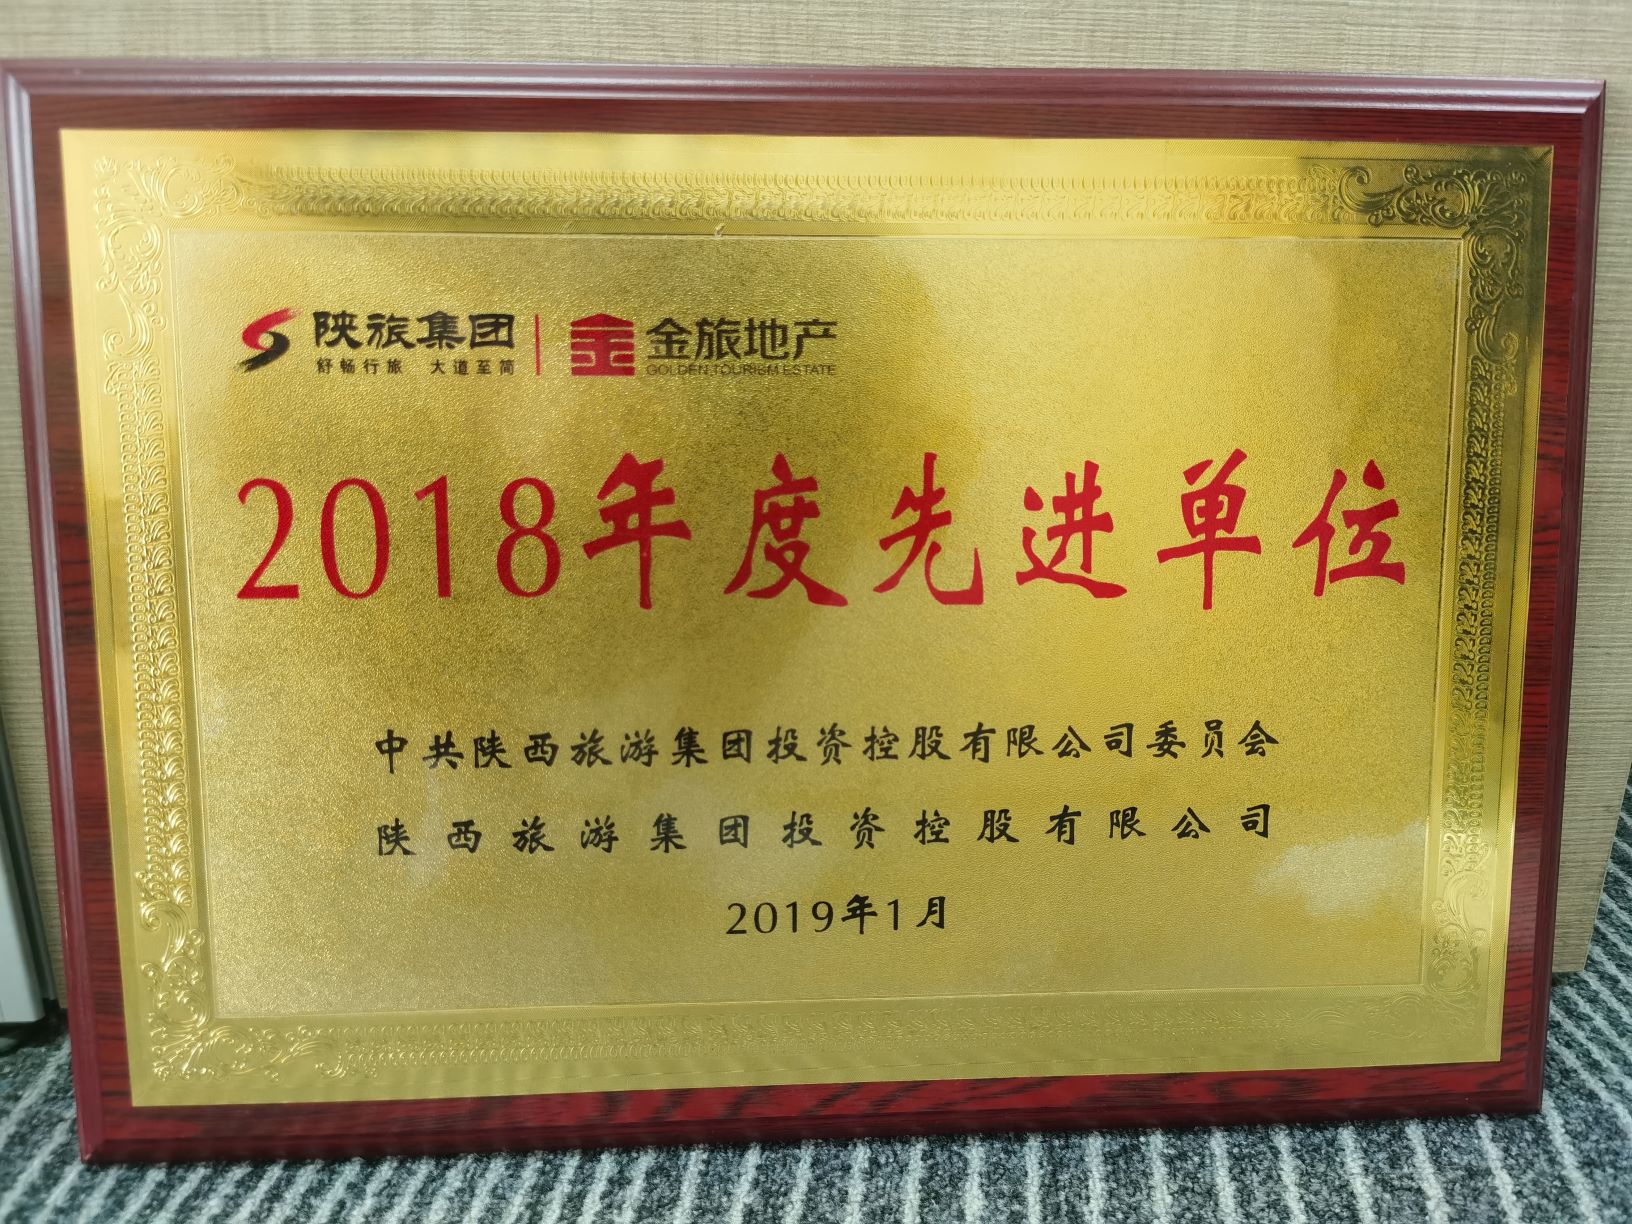 陕旅集团 金旅地产
舒畅行旅 大道至简 GOLDEN TOURISM ESTATE
2018年度先进单位
中共陕西旅游集团投资控股有限公司委员会
陕西旅游集团投资控股有限公司
2019年1月